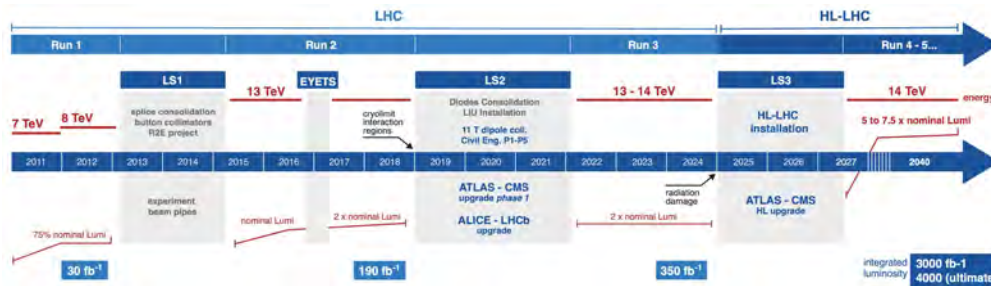 LHC
HL-LHC
Run 1
Run 2
Run 3
Run 4 - 5...
LS1
EYETS
LS2
LS3
7 TeV
8 TeV
13 TeV
13 - 14 TeV
14 TeV
energy
splice consolidation
button collimators
R2E project
cryolimit
interaction
regions
Diodes Consolidation
LIU Installation
11 T dipole coll.
Civil Eng. P1-P5
HL-LHC
installation
5 to 7.5 x nominal Lumi
2011 2012 2013 2014 2015 2016 2017 2018 2019 2020 2021 2022 2023 2024 2025 2026 2027 2040
experiment
beam pipes
ATLAS - CMS
upgrade phase 1
ALICE - LHCb
upgrade
radiation
damage
ATLAS - CMS
HL upgrade
75% nominal Lumi
nominal Lumi
2 x nominal Lumi
2 x nominal Lumi
30 fb-1
190 fb-1
350 fb-1
integrated
luminosity
3000 fb-1
4000 (ultimate